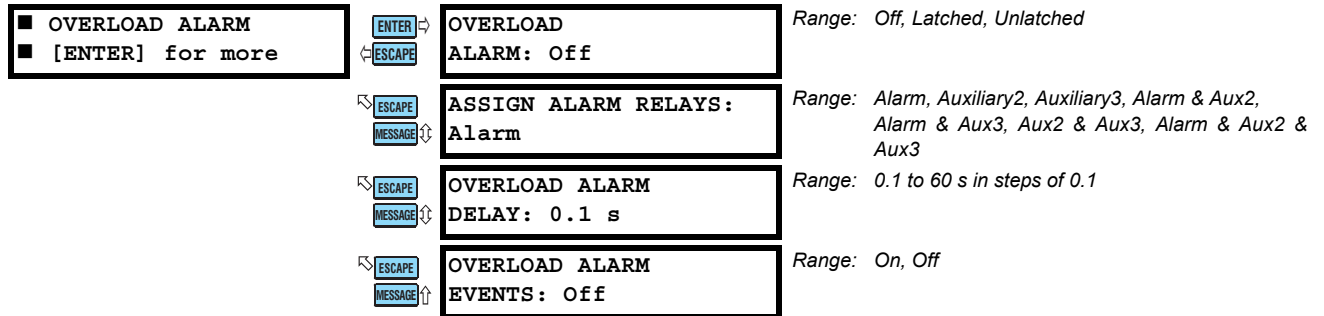 ■ OVERLOAD ALARM
■ [ENTER] for more
ENTER ⇨
⇦ ESCAPE
OVERLOAD
ALARM: Off
Range: Off, Latched, Unlatched
ESCAPE
MESSAGE
ASSIGN ALARM RELAYS:
Alarm
Range: Alarm, Auxiliary2, Auxiliary3, Alarm & Aux2,
Alarm & Aux3, Aux2 & Aux3, Alarm & Aux2 &
Aux3
ESCAPE
MESSAGE
OVERLOAD ALARM
DELAY: 0.1 s
Range: 0.1 to 60 s in steps of 0.1
ESCAPE
MESSAGE
OVERLOAD ALARM
EVENTS: Off
Range: On, Off